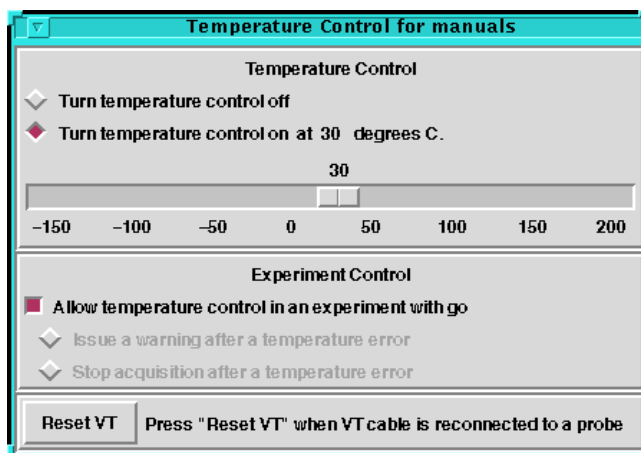 Temperature Control for manuals
Temperature Control
Turn temperature control off
Turn temperature control on at 30 degrees C.
30
-150 -100 -50 0 50 100 150 200
Experiment Control
Allow temperature control in an experiment with go
Issue a warning after a temperature error
Stop acquisition after a temperature error
Reset VT Press "Reset VT" when VT cable is reconnected to a probe